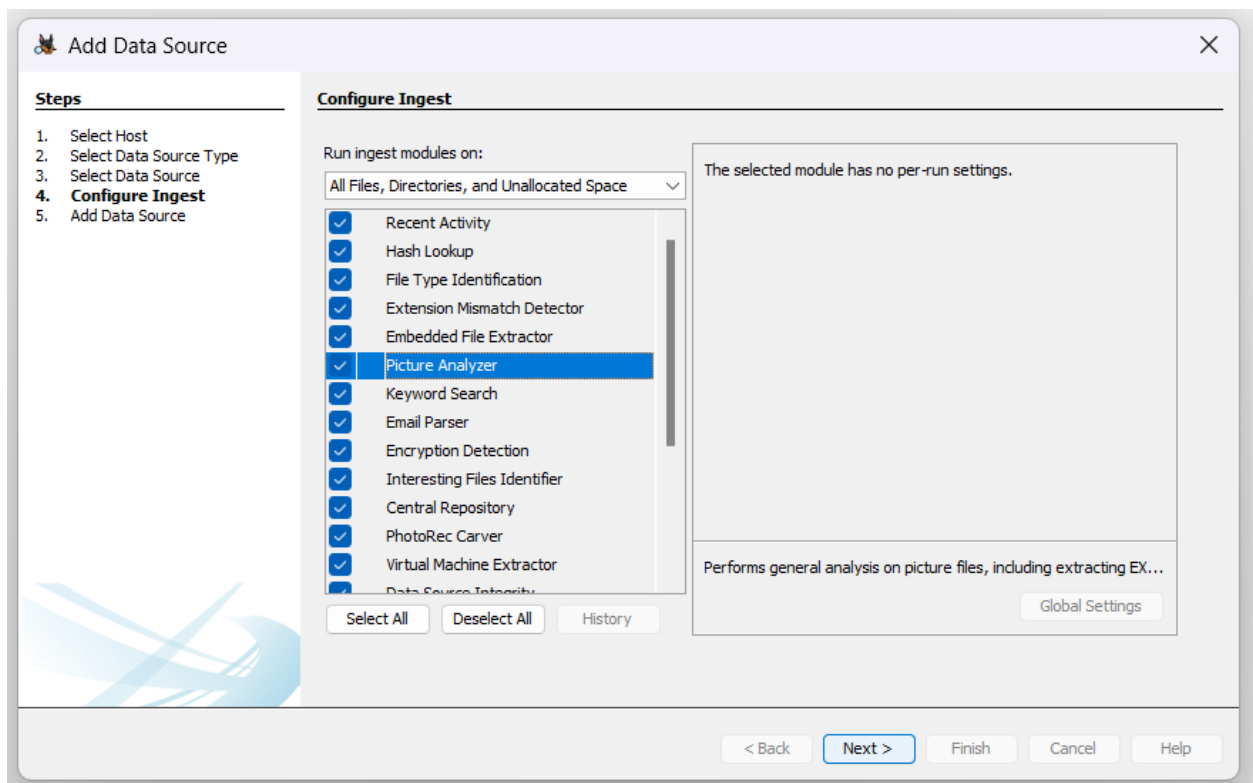 Add Data Source
Steps
1. Select Host
2. Select Data Source Type
3. Select Data Source
4. Configure Ingest
5. Add Data Source
Configure Ingest
Run ingest modules on:
All Files, Directories, and Unallocated Space
Recent Activity
Hash Lookup
File Type Identification
Extension Mismatch Detector
Embedded File Extractor
Picture Analyzer
Keyword Search
Email Parser
Encryption Detection
Interesting Files Identifier
Central Repository
PhotoRec Carver
Virtual Machine Extractor
Data Source Integrity
Select All Deselect All History
The selected module has no per-run settings.
Performs general analysis on picture files, including extracting EX...
Global Settings
< Back Next > Finish Cancel Help